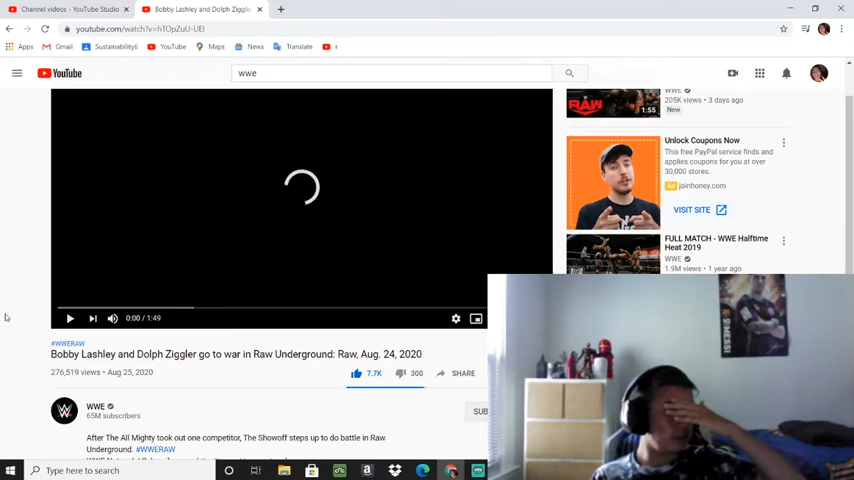 Channel videos - YouTube Studio
Bobby Lashley and Dolph Ziggler
youtube.com/watch?v=hTOpZuU-UEI
Apps
Gmail
Sustainability6
YouTube
Maps
News
Translate
YouTube
wwe
WWE
205K views • 3 days ago
New
RAW
1:55
Unlock Coupons Now
This free PayPal service finds and
applies coupons for you at over
30,000 stores.
Ad joinhoney.com
VISIT SITE
FULL MATCH - WWE Halftime
Heat 2019
WWE
1.9M views • 1 year ago
0:00 / 1:49
#WWERAW
Bobby Lashley and Dolph Ziggler go to war in Raw Underground: Raw, Aug. 24, 2020
276,519 views • Aug 25, 2020
7.7K
300
SHARE
WWE
65M subscribers
SUB
After The All Mighty took out one competitor, The Showoff steps up to do battle in Raw
Underground. #WWERAW
MESSI
Type here to search